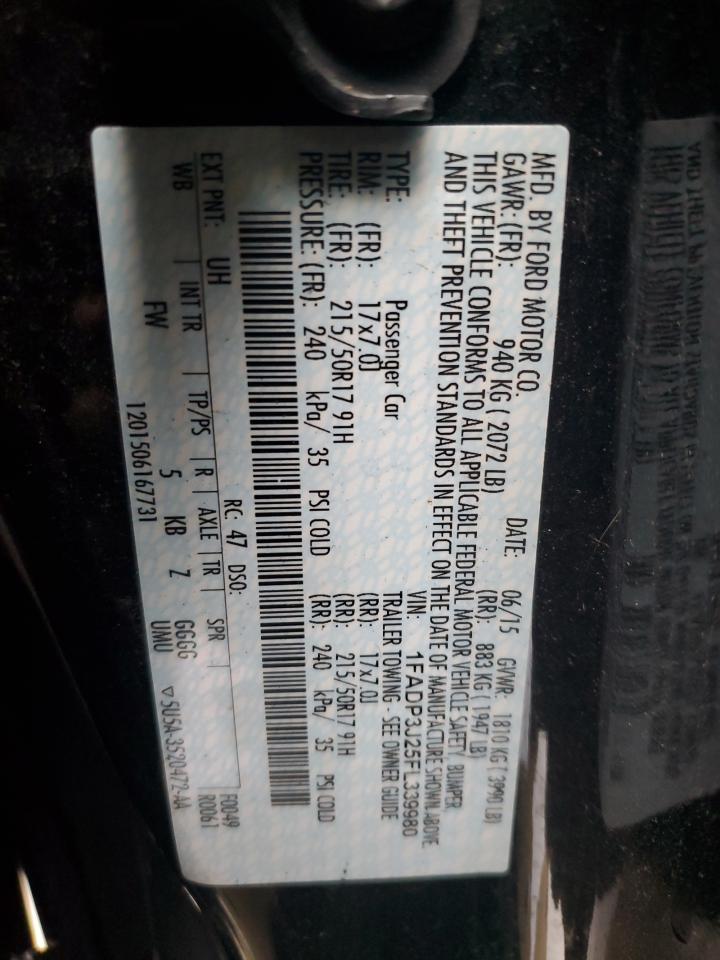 MFD. BY FORD MOTOR CO.
DATE: 06/15 GVWR: 1810 KG ( 3990 LB)
GAWR: (FR): 940 KG ( 2072 LB) (RR): 883 KG ( 1947 LB)
THIS VEHICLE CONFORMS TO ALL APPLICABLE FEDERAL MOTOR VEHICLE SAFETY, BUMPER,
AND THEFT PREVENTION STANDARDS IN EFFECT ON THE DATE OF MANUFACTURE SHOWN ABOVE.
VIN: 1FADP3J25FL339980
TYPE: Passenger Car TRAILER TOWING - SEE OWNER GUIDE
RIM: (FR): 17x7.0J (RR): 17x7.0J
TIRE: (FR): 215/50R17 91H (RR): 215/50R17 91H
PRESSURE: (FR): 240 kPa/ 35 PSI COLD (RR): 240 kPa/ 35 PSI COLD
F0049
R0061
EXT PNT: UH RC: 47 DSO:
WB INT TR TP/PS R AXLE TR SPR
FW 5 KB Z GGGG
UMU
1201506167731 ▽5U5A-3520472-AA